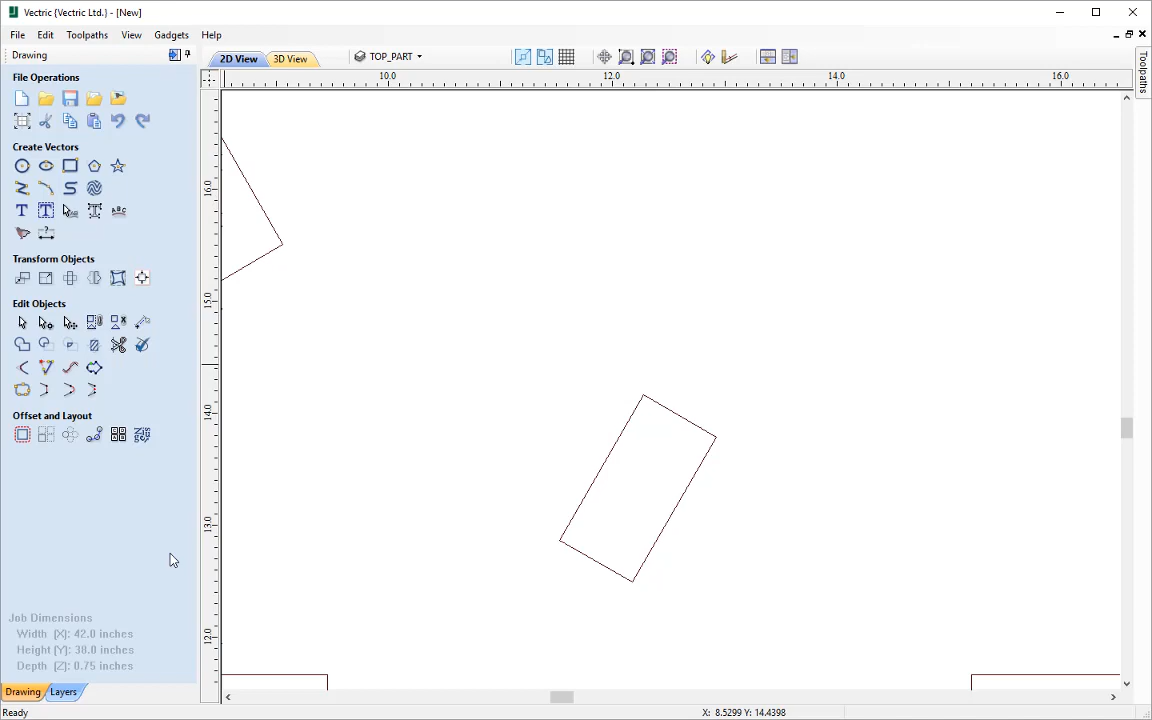 Vectric {Vectric Ltd.} - [New]
File Edit Toolpaths View Gadgets Help
Drawing
2D View 3D View TOP_PART
Toolpaths
File Operations
10.0 12.0 14.0 16.0
Create Vectors
16.0
Transform Objects
15.0
Edit Objects
14.0
Offset and Layout
13.0
12.0
Job Dimensions
Width (X): 42.0 inches
Height (Y): 38.0 inches
Depth (Z): 0.75 inches
Drawing Layers
Ready X: 8.5299 Y: 14.4398